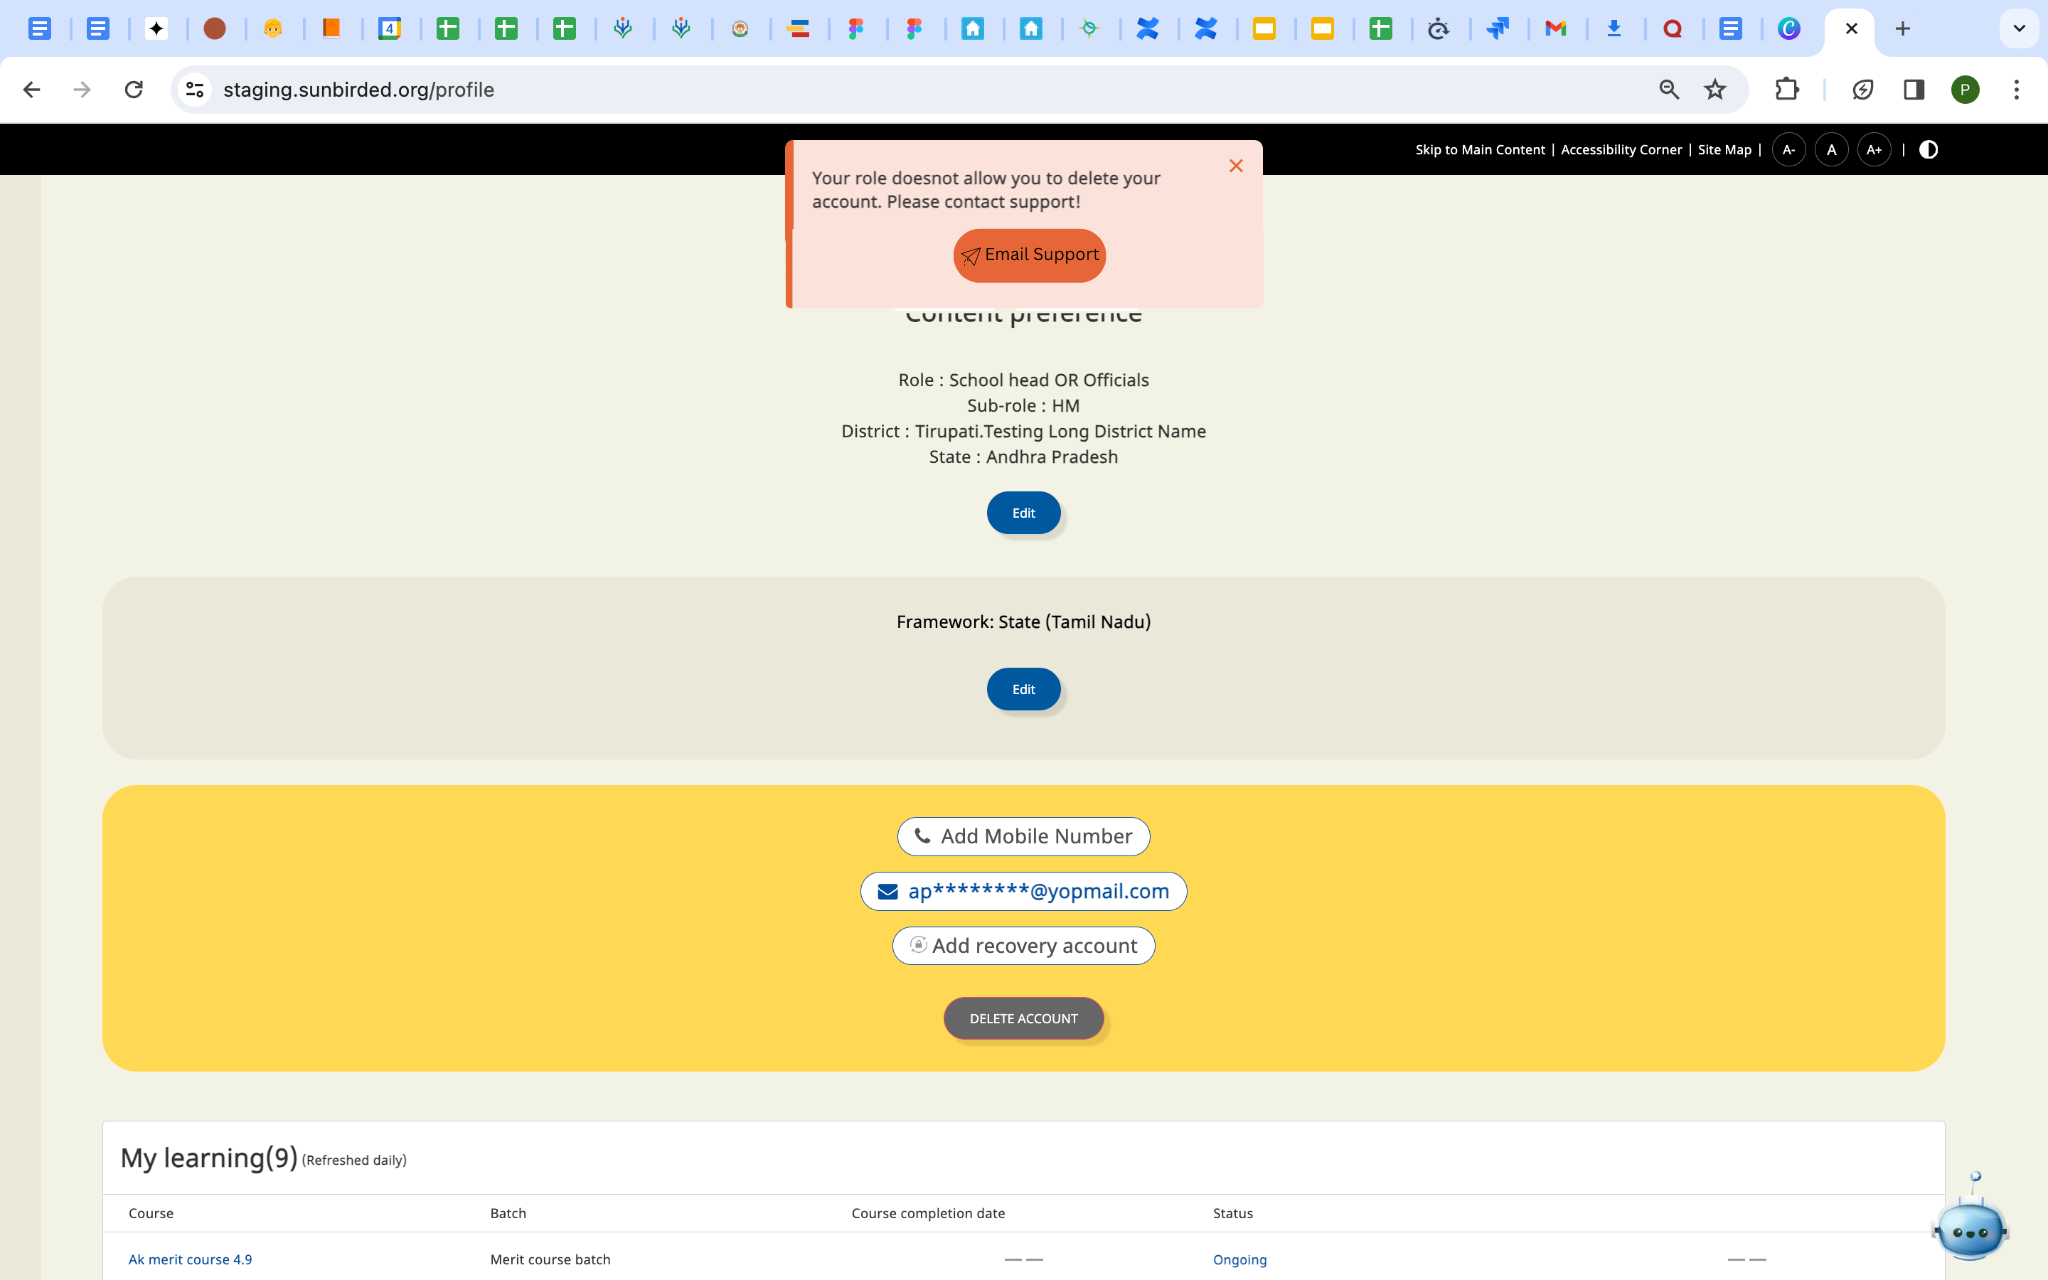 4
staging.sunbirded.org/profile
P
Skip to Main Content | Accessibility Corner | Site Map | A- A A+ |
Your role doesnot allow you to delete your
account. Please contact support!
Email Support
Content preference
Role : School head OR Officials
Sub-role : HM
District : Tirupati.Testing Long District Name
State : Andhra Pradesh
Edit
Framework: State (Tamil Nadu)
Edit
Add Mobile Number
ap********@yopmail.com
Add recovery account
DELETE ACCOUNT
My learning(9) (Refreshed daily)
Course Batch Course completion date Status
Ak merit course 4.9 Merit course batch —— Ongoing ——